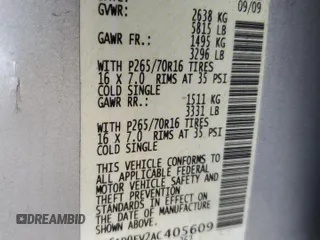 09/09
GVWR: 2638 KG
5815 LB
GAWR FR.: 1495 KG
3296 LB
WITH P265/70R16 TIRES
16 X 7.0 RIMS AT 35 PSI
COLD SINGLE
GAWR RR.: 1511 KG
3331 LB
WITH P265/70R16 TIRES
16 X 7.0 RIMS AT 35 PSI
COLD SINGLE
THIS VEHICLE CONFORMS TO ALL
APPLICABLE FEDERAL MOTOR
VEHICLE SAFETY AND
THEFT PREVENTION
STANDARDS IN EFFECT
ON THE DATE OF
MANUFACTURE SHOWN
ABOVE.
AC405609
DREAMBID